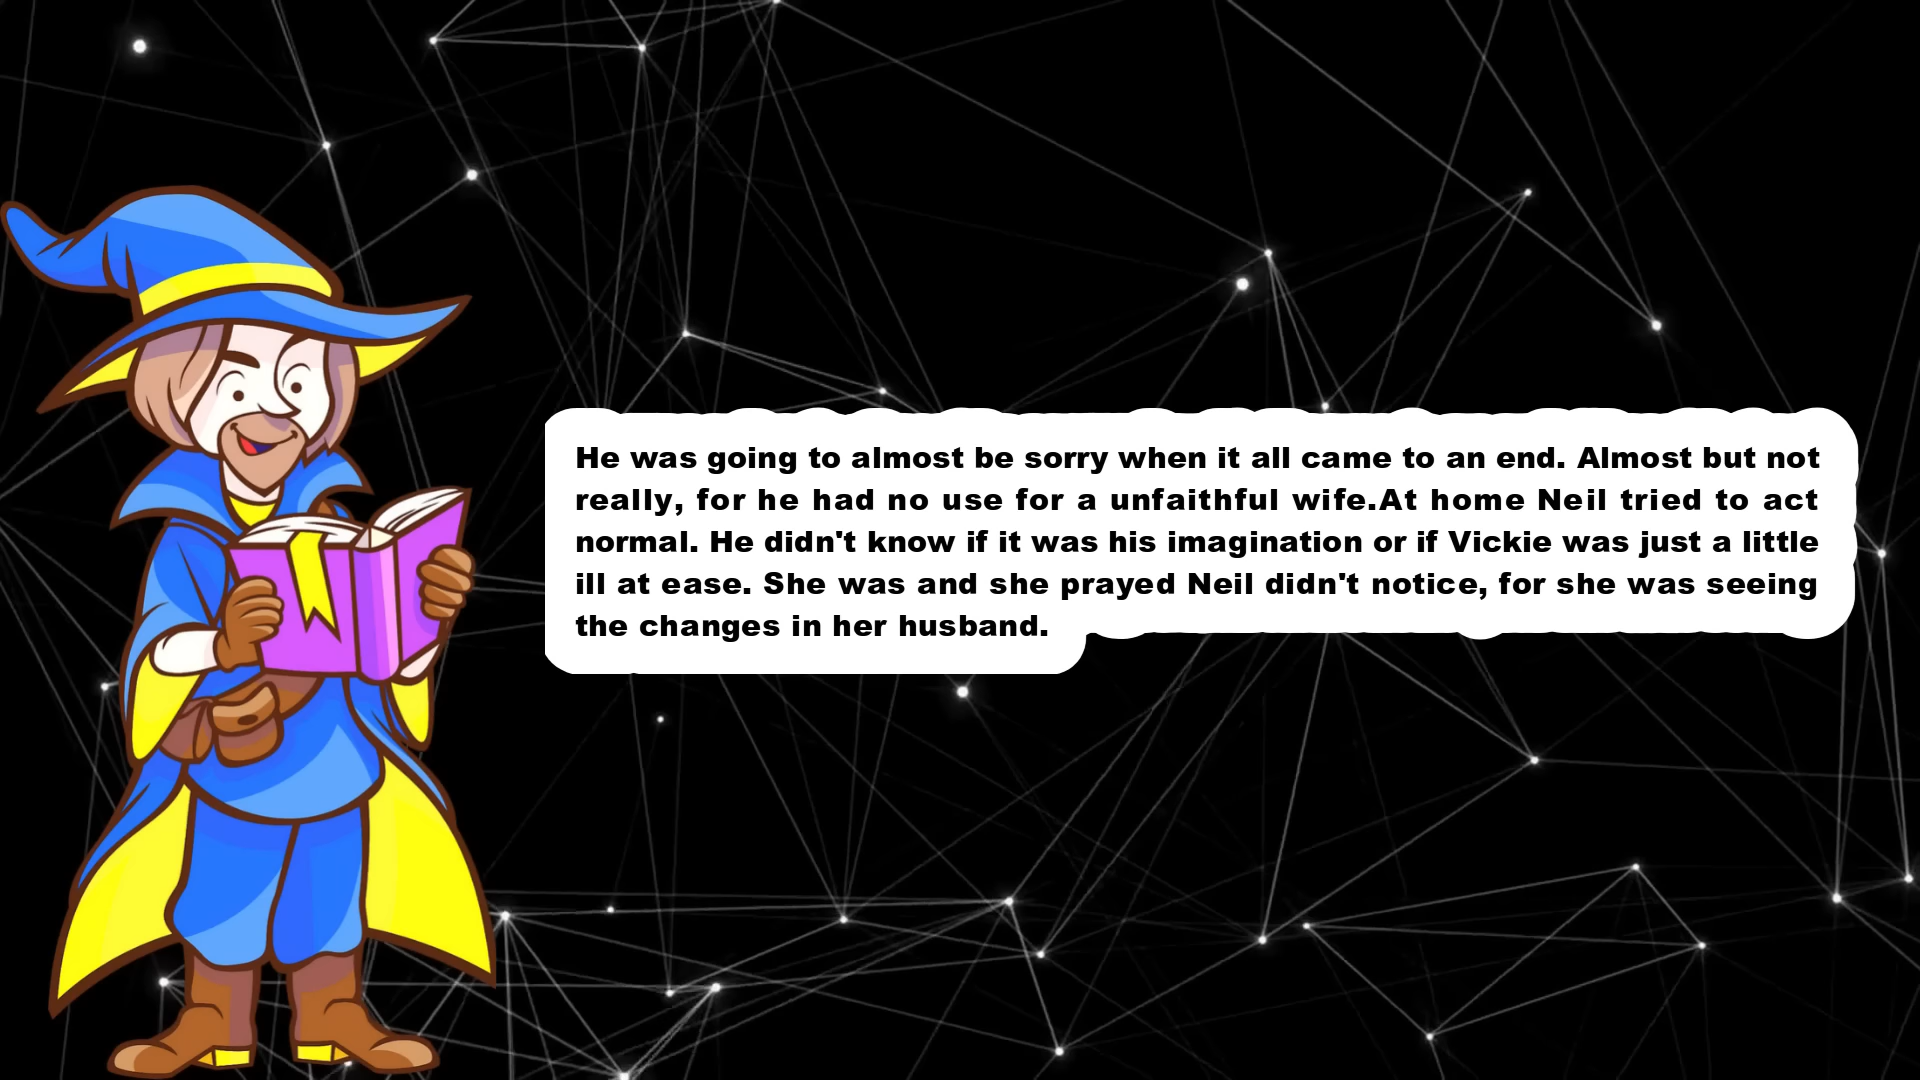 He was going to almost be sorry when it all came to an end. Almost but not
really, for he had no use for a unfaithful wife.At home Neil tried to act
normal. He didn't know if it was his imagination or if Vickie was just a little
ill at ease. She was and she prayed Neil didn't notice, for she was seeing
the changes in her husband.